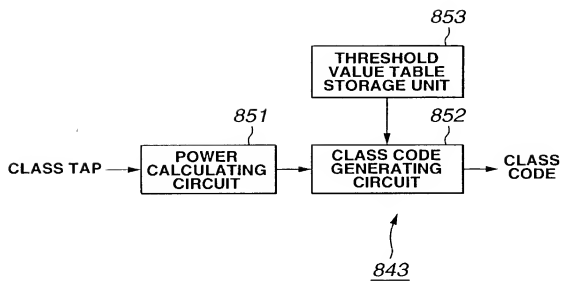 853
THRESHOLD
VALUE TABLE
STORAGE UNIT
851
852
CLASS TAP
POWER
CALCULATING
CIRCUIT
CLASS CODE
GENERATING
CIRCUIT
CLASS
CODE
843